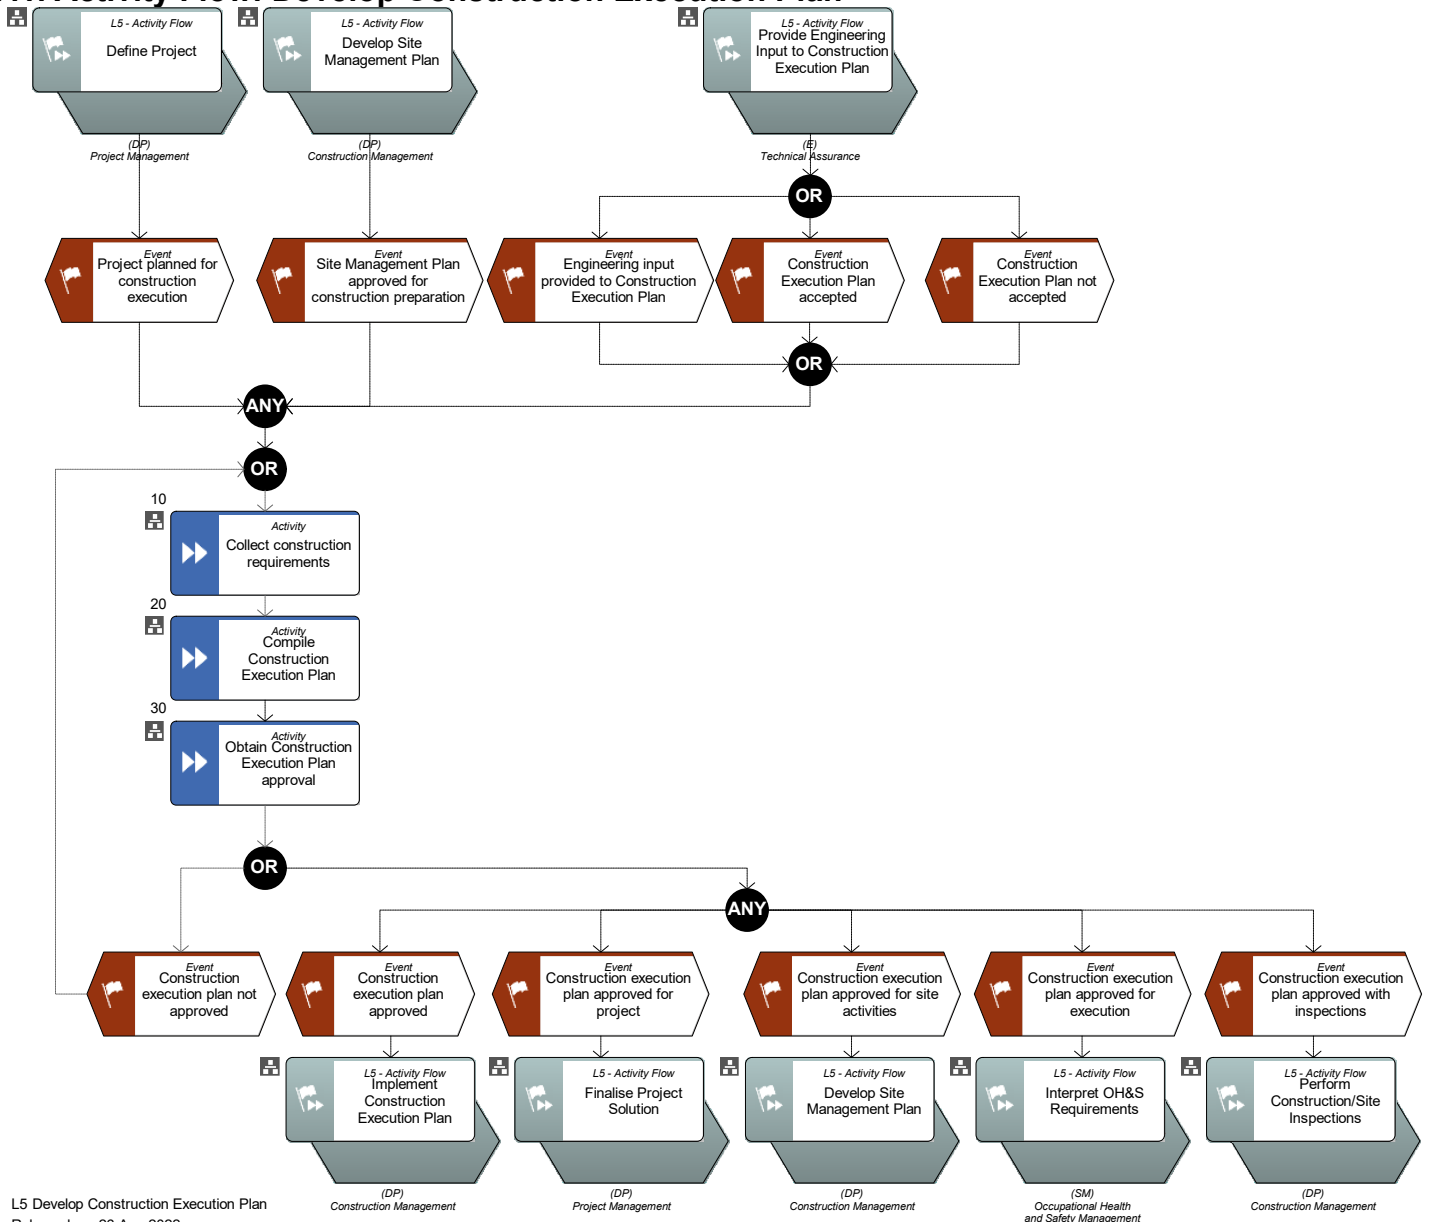 Activity Flow: Develop Construction Execution Plan
L5 - Activity Flow
Define Project
L5 - Activity Flow
Develop Site
Management Plan
L5 - Activity Flow
Provide Engineering
Input to Construction
Execution Plan
(DP)
Project Management
(DP)
Construction Management
(E)
Technical Assurance
OR
Event
Project planned for
construction
execution
Event
Site Management Plan
approved for
construction preparation
Event
Engineering input
provided to Construction
Execution Plan
Event
Construction
Execution Plan
accepted
Event
Construction
Execution Plan not
accepted
OR
ANY
OR
10
Activity
Collect construction
requirements
20
Activity
Compile
Construction
Execution Plan
30
Activity
Obtain Construction
Execution Plan
approval
OR
ANY
Event
Construction
execution plan not
approved
Event
Construction
execution plan
approved
Event
Construction execution
plan approved for
project
Event
Construction execution
plan approved for site
activities
Event
Construction execution
plan approved for
execution
Event
Construction execution
plan approved with
inspections
L5 - Activity Flow
Implement
Construction
Execution Plan
L5 - Activity Flow
Finalise Project
Solution
L5 - Activity Flow
Develop Site
Management Plan
L5 - Activity Flow
Interpret OH&S
Requirements
L5 - Activity Flow
Perform
Construction/Site
Inspections
(DP)
Construction Management
(DP)
Project Management
(DP)
Construction Management
(SM)
Occupational Health
and Safety Management
(DP)
Construction Management
L5 Develop Construction Execution Plan